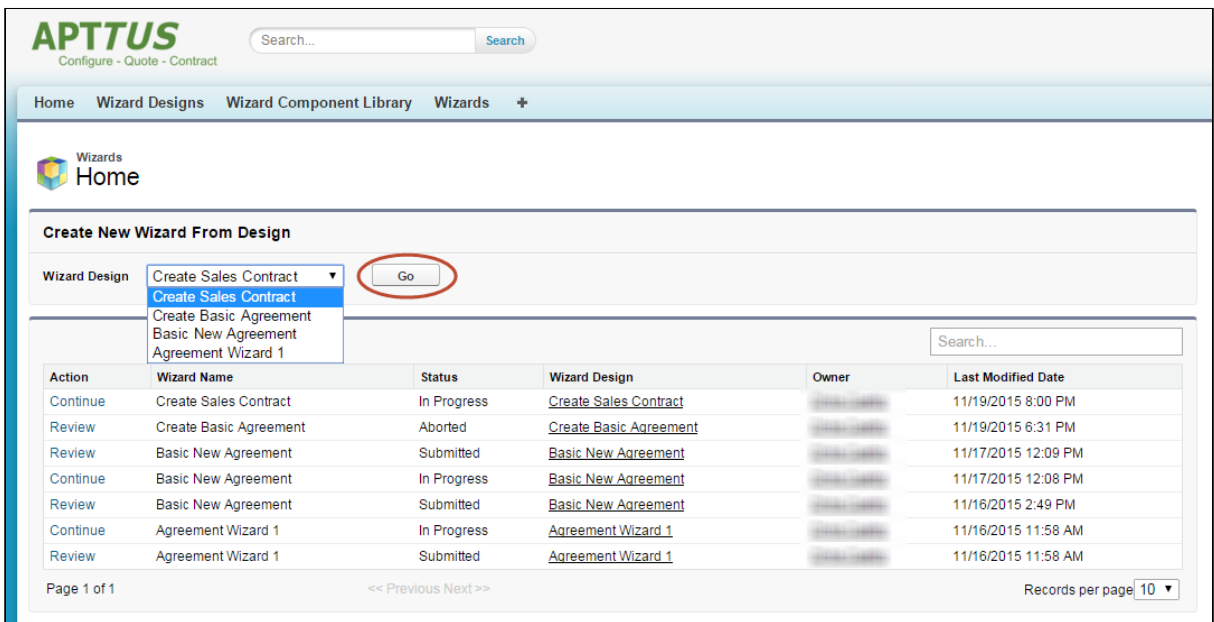 APTTUS
Configure - Quote - Contract
Search...
Search
Home Wizard Designs Wizard Component Library Wizards +
Wizards
Home
Create New Wizard From Design
Wizard Design Create Sales Contract ▼ Go
Create Sales Contract
Create Basic Agreement
Basic New Agreement
Agreement Wizard 1
Search...
Action Wizard Name Status Wizard Design Owner Last Modified Date
Continue Create Sales Contract In Progress Create Sales Contract 11/19/2015 8:00 PM
Review Create Basic Agreement Aborted Create Basic Agreement 11/19/2015 6:31 PM
Review Basic New Agreement Submitted Basic New Agreement 11/17/2015 12:09 PM
Continue Basic New Agreement In Progress Basic New Agreement 11/17/2015 12:08 PM
Review Basic New Agreement Submitted Basic New Agreement 11/16/2015 2:49 PM
Continue Agreement Wizard 1 In Progress Agreement Wizard 1 11/16/2015 11:58 AM
Review Agreement Wizard 1 Submitted Agreement Wizard 1 11/16/2015 11:58 AM
Page 1 of 1 << Previous Next >> Records per page 10 ▼